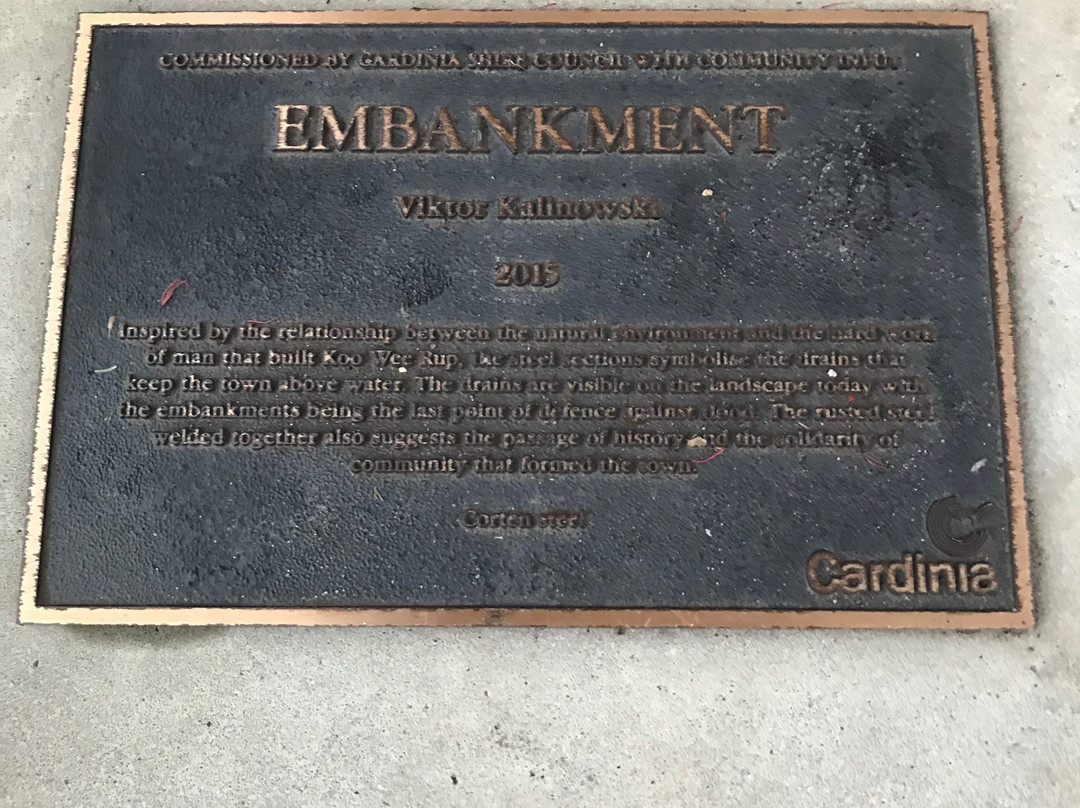 COMMISSIONED BY CARDINIA SHIRE COUNCIL WITH COMMUNITY INPUT
EMBANKMENT
Viktor Kalinowski
2015
Inspired by the relationship between the natural environment and the hard work
of man that built Koo Wee Rup, the steel sections symbolise the drains that
keep the town above water. The drains are visible on the landscape today with
the embankments being the last point of defence against flood. The rusted steel
welded together also suggests the passage of history and the solidarity of
community that formed the town.
Corten steel
Cardinia